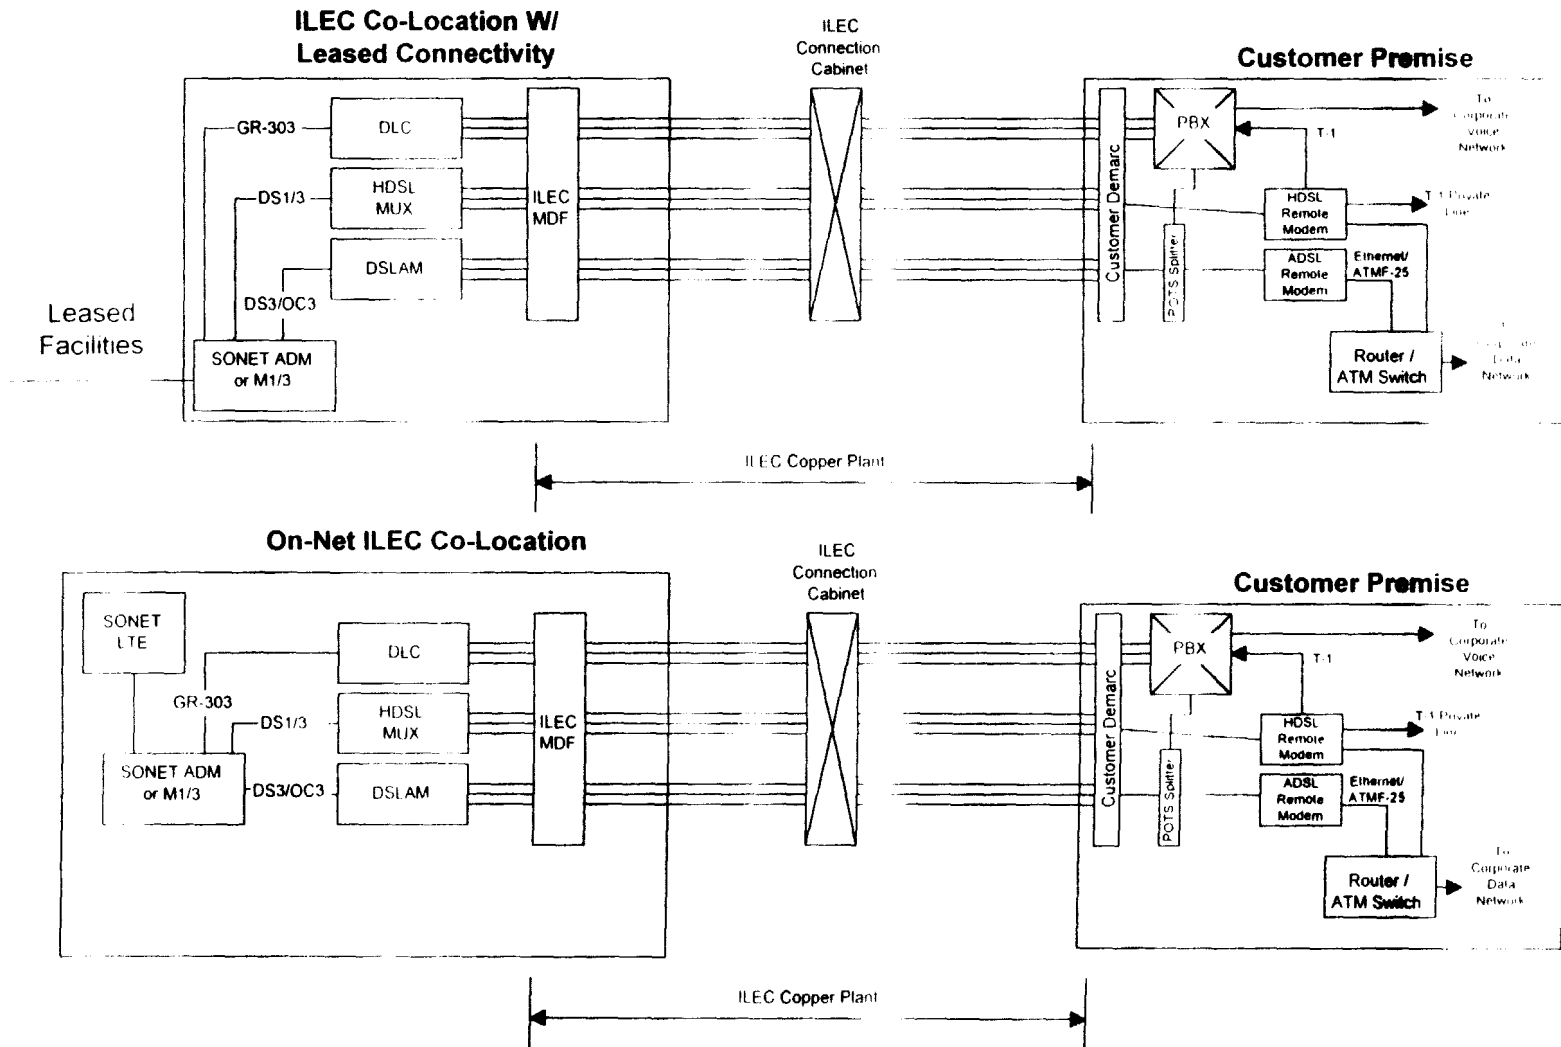 ILEC Co-Location W/
Leased Connectivity
ILEC
Connection
Cabinet
Customer Premise
GR-303
DLC
DS1/3
HDSL
MUX
DSLAM
DS3/OC3
ILEC
MDF
Leased
Facilities
SONET ADM
or M1/3
Customer Demarc
PBX
T-1
To
Corporate
Voice
Network
HDSL
Remote
Modem
T-1 Private
Line
POTS Splitter
ADSL
Remote
Modem
Ethernet/
ATMF-25
Router /
ATM Switch
Corporate
Data
Network
ILEC Copper Plant
On-Net ILEC Co-Location
ILEC
Connection
Cabinet
Customer Premise
SONET
LTE
DLC
GR-303
DS1/3
HDSL
MUX
SONET ADM
or M1/3
DS3/OC3
DSLAM
ILEC
MDF
Customer Demarc
PBX
T-1
To
Corporate
Voice
Network
HDSL
Remote
Modem
T-1 Private
Line
POTS Splitter
ADSL
Remote
Modem
Ethernet/
ATMF-25
Router /
ATM Switch
To
Corporate
Data
Network
ILEC Copper Plant